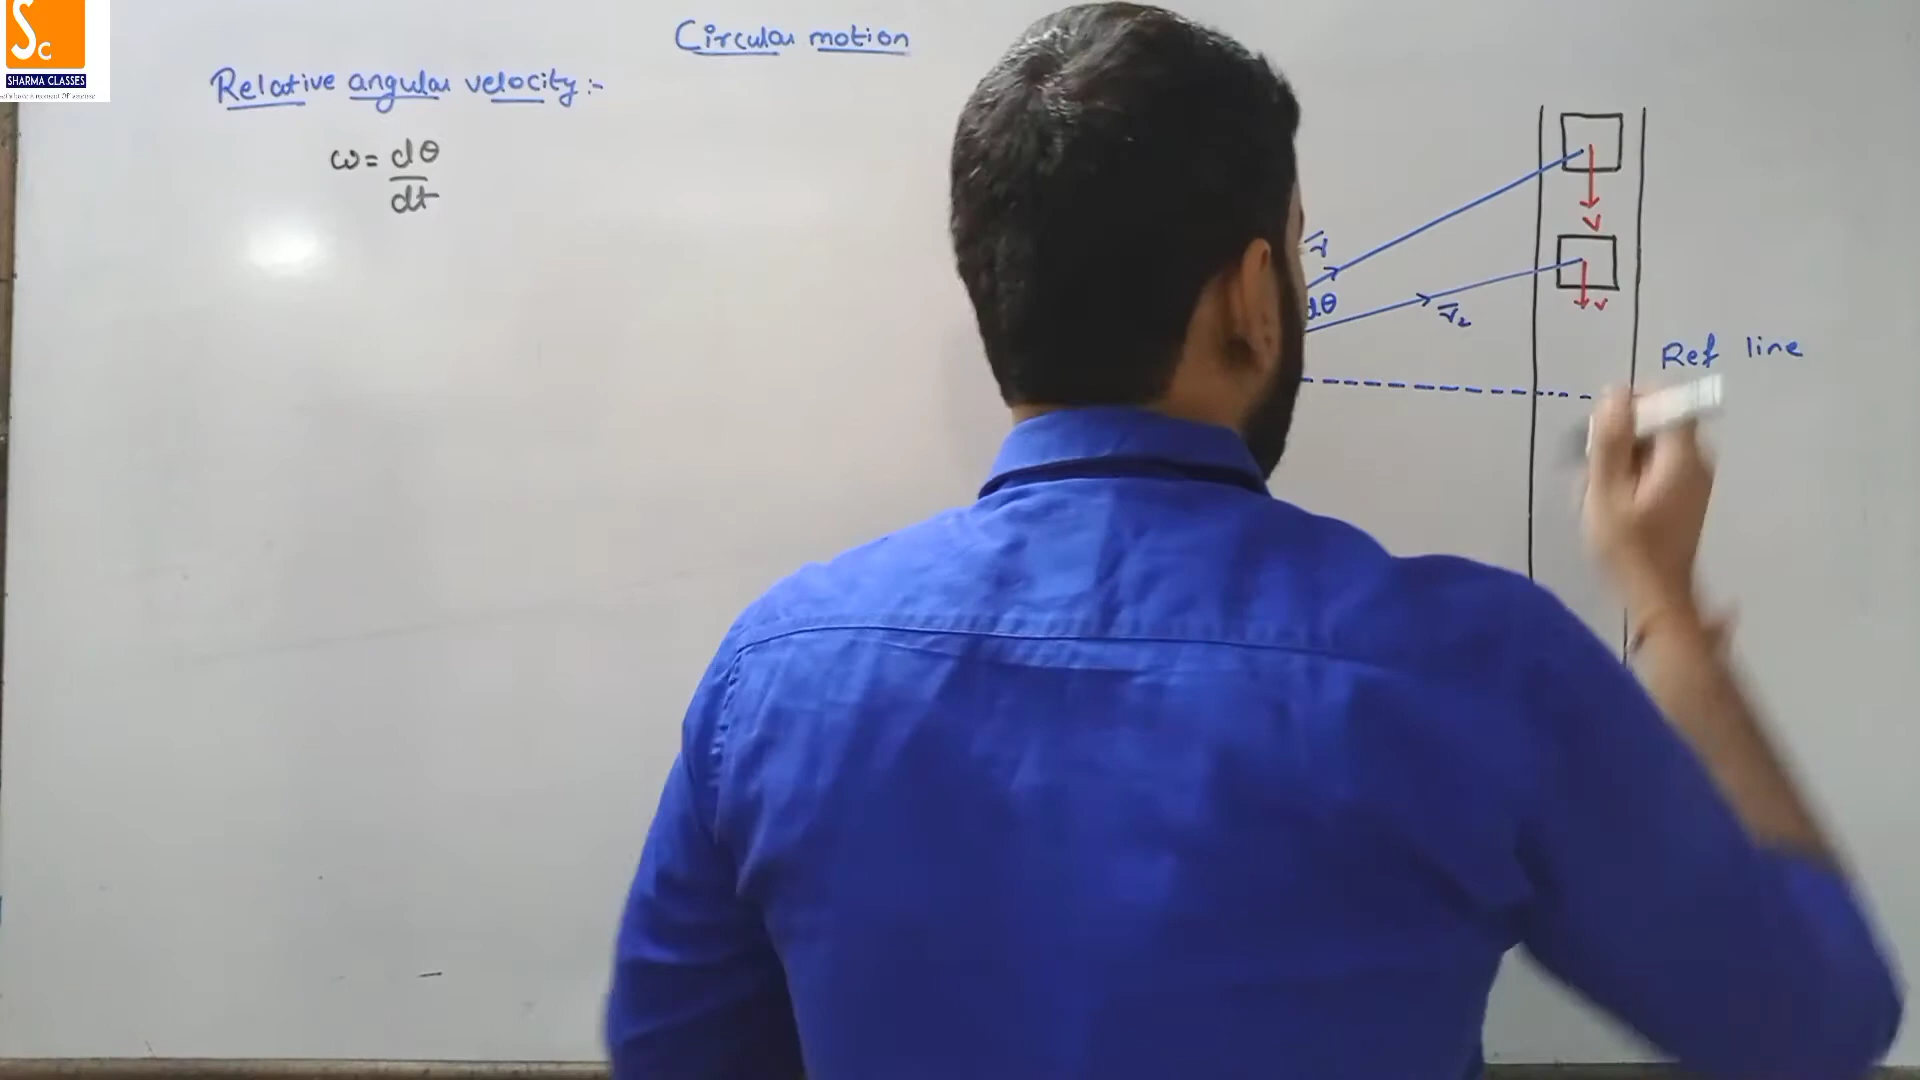 Sc
SHARMA CLASSES
Circular motion
Relative angular velocity :-
ω = dθ
dt
r
v
dθ
r₂
v
Ref line